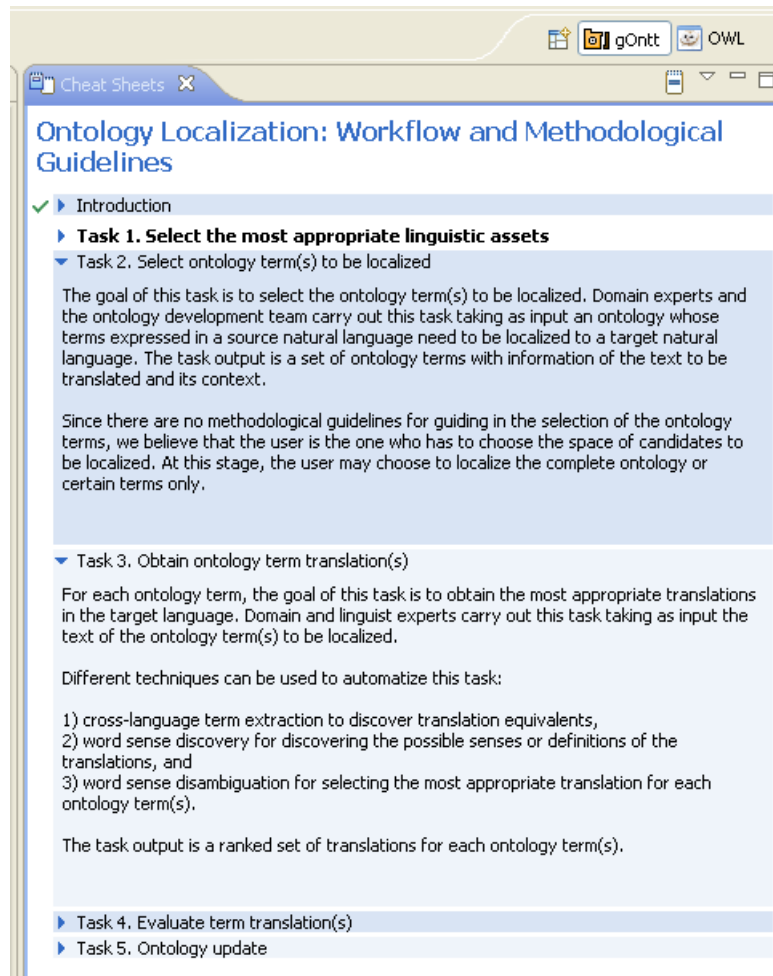 gOntt OWL
Cheat Sheets
Ontology Localization: Workflow and Methodological
Guidelines
Introduction
Task 1. Select the most appropriate linguistic assets
Task 2. Select ontology term(s) to be localized
The goal of this task is to select the ontology term(s) to be localized. Domain experts and
the ontology development team carry out this task taking as input an ontology whose
terms expressed in a source natural language need to be localized to a target natural
language. The task output is a set of ontology terms with information of the text to be
translated and its context.
Since there are no methodological guidelines for guiding in the selection of the ontology
terms, we believe that the user is the one who has to choose the space of candidates to
be localized. At this stage, the user may choose to localize the complete ontology or
certain terms only.
Task 3. Obtain ontology term translation(s)
For each ontology term, the goal of this task is to obtain the most appropriate translations
in the target language. Domain and linguist experts carry out this task taking as input the
text of the ontology term(s) to be localized.
Different techniques can be used to automatize this task:
1) cross-language term extraction to discover translation equivalents,
2) word sense discovery for discovering the possible senses or definitions of the
translations, and
3) word sense disambiguation for selecting the most appropriate translation for each
ontology term(s).
The task output is a ranked set of translations for each ontology term(s).
Task 4. Evaluate term translation(s)
Task 5. Ontology update